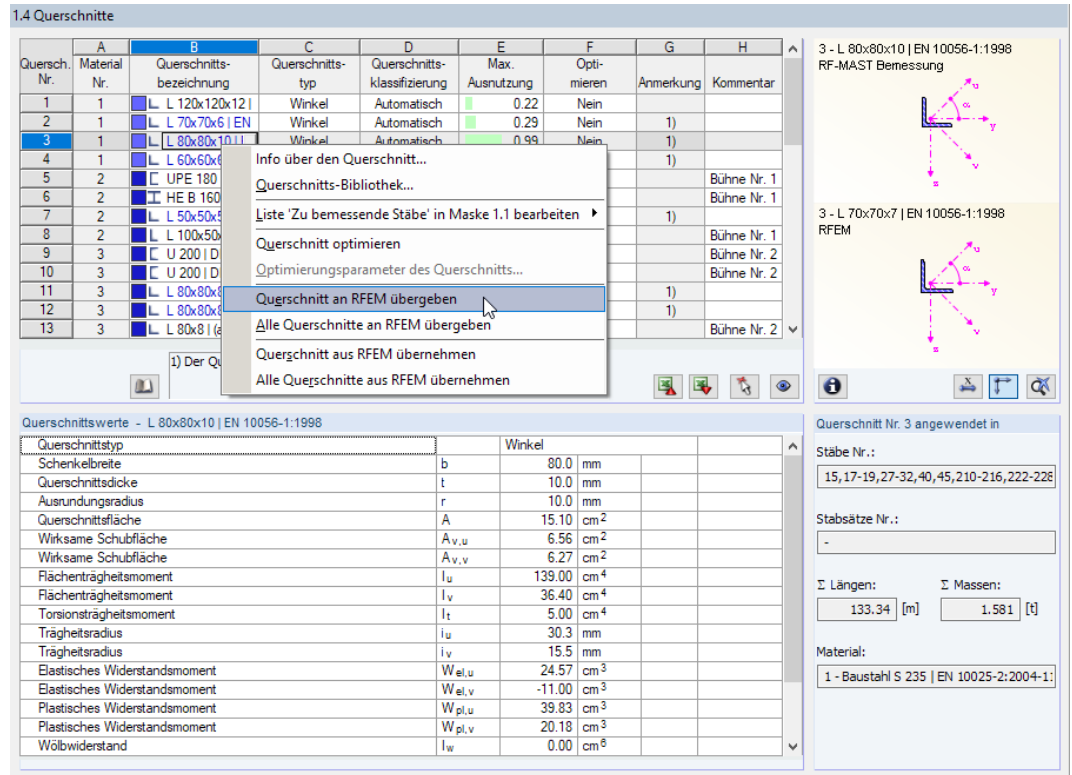 1.4 Querschnitte
A B C D E F G H
Quersch. Nr. Material Nr. Querschnitts-bezeichnung Querschnitts-typ Querschnitts-klassifizierung Max. Ausnutzung Opti-mieren Anmerkung Kommentar
1 1 L 120x120x12 | Winkel Automatisch 0.22 Nein
2 1 L 70x70x6 | EN Winkel Automatisch 0.29 Nein 1)
3 1 L 80x80x10 | Winkel Automatisch 0.99 Nein 1)
4 1 L 60x60x6 1)
5 2 UPE 180 Bühne Nr. 1
6 2 HE B 160 Bühne Nr. 1
7 2 L 50x50x5 1)
8 2 L 100x50x Bühne Nr. 1
9 3 U 200 | D Bühne Nr. 2
10 3 U 200 | D Bühne Nr. 2
11 3 L 80x80x8 1)
12 3 L 80x80x8 1)
13 3 L 80x8 | (a Bühne Nr. 2
1) Der Qu
Info über den Querschnitt...
Querschnitts-Bibliothek...
Liste 'Zu bemessende Stäbe' in Maske 1.1 bearbeiten
Querschnitt optimieren
Optimierungsparameter des Querschnitts...
Querschnitt an RFEM übergeben
Alle Querschnitte an RFEM übergeben
Querschnitt aus RFEM übernehmen
Alle Querschnitte aus RFEM übernehmen
3 - L 80x80x10 | EN 10056-1:1998
RF-MAST Bemessung
u
α
y
v
z
3 - L 70x70x7 | EN 10056-1:1998
RFEM
u
α
y
v
z
x
Querschnittswerte - L 80x80x10 | EN 10056-1:1998
Querschnittstyp Winkel
Schenkelbreite b 80.0 mm
Querschnittsdicke t 10.0 mm
Ausrundungsradius r 10.0 mm
Querschnittsfläche A 15.10 cm2
Wirksame Schubfläche Av,u 6.56 cm2
Wirksame Schubfläche Av,v 6.27 cm2
Flächenträgheitsmoment Iu 139.00 cm4
Flächenträgheitsmoment Iv 36.40 cm4
Torsionsträgheitsmoment It 5.00 cm4
Trägheitsradius iu 30.3 mm
Trägheitsradius iv 15.5 mm
Elastisches Widerstandsmoment Wel,u 24.57 cm3
Elastisches Widerstandsmoment Wel,v -11.00 cm3
Plastisches Widerstandsmoment Wpl,u 39.83 cm3
Plastisches Widerstandsmoment Wpl,v 20.18 cm3
Wölbwiderstand Iw 0.00 cm6
Querschnitt Nr. 3 angewendet in
Stäbe Nr.:
15,17-19,27-32,40,45,210-216,222-228
Stabsätze Nr.:
-
Σ Längen: Σ Massen:
133.34 [m] 1.581 [t]
Material:
1 - Baustahl S 235 | EN 10025-2:2004-1